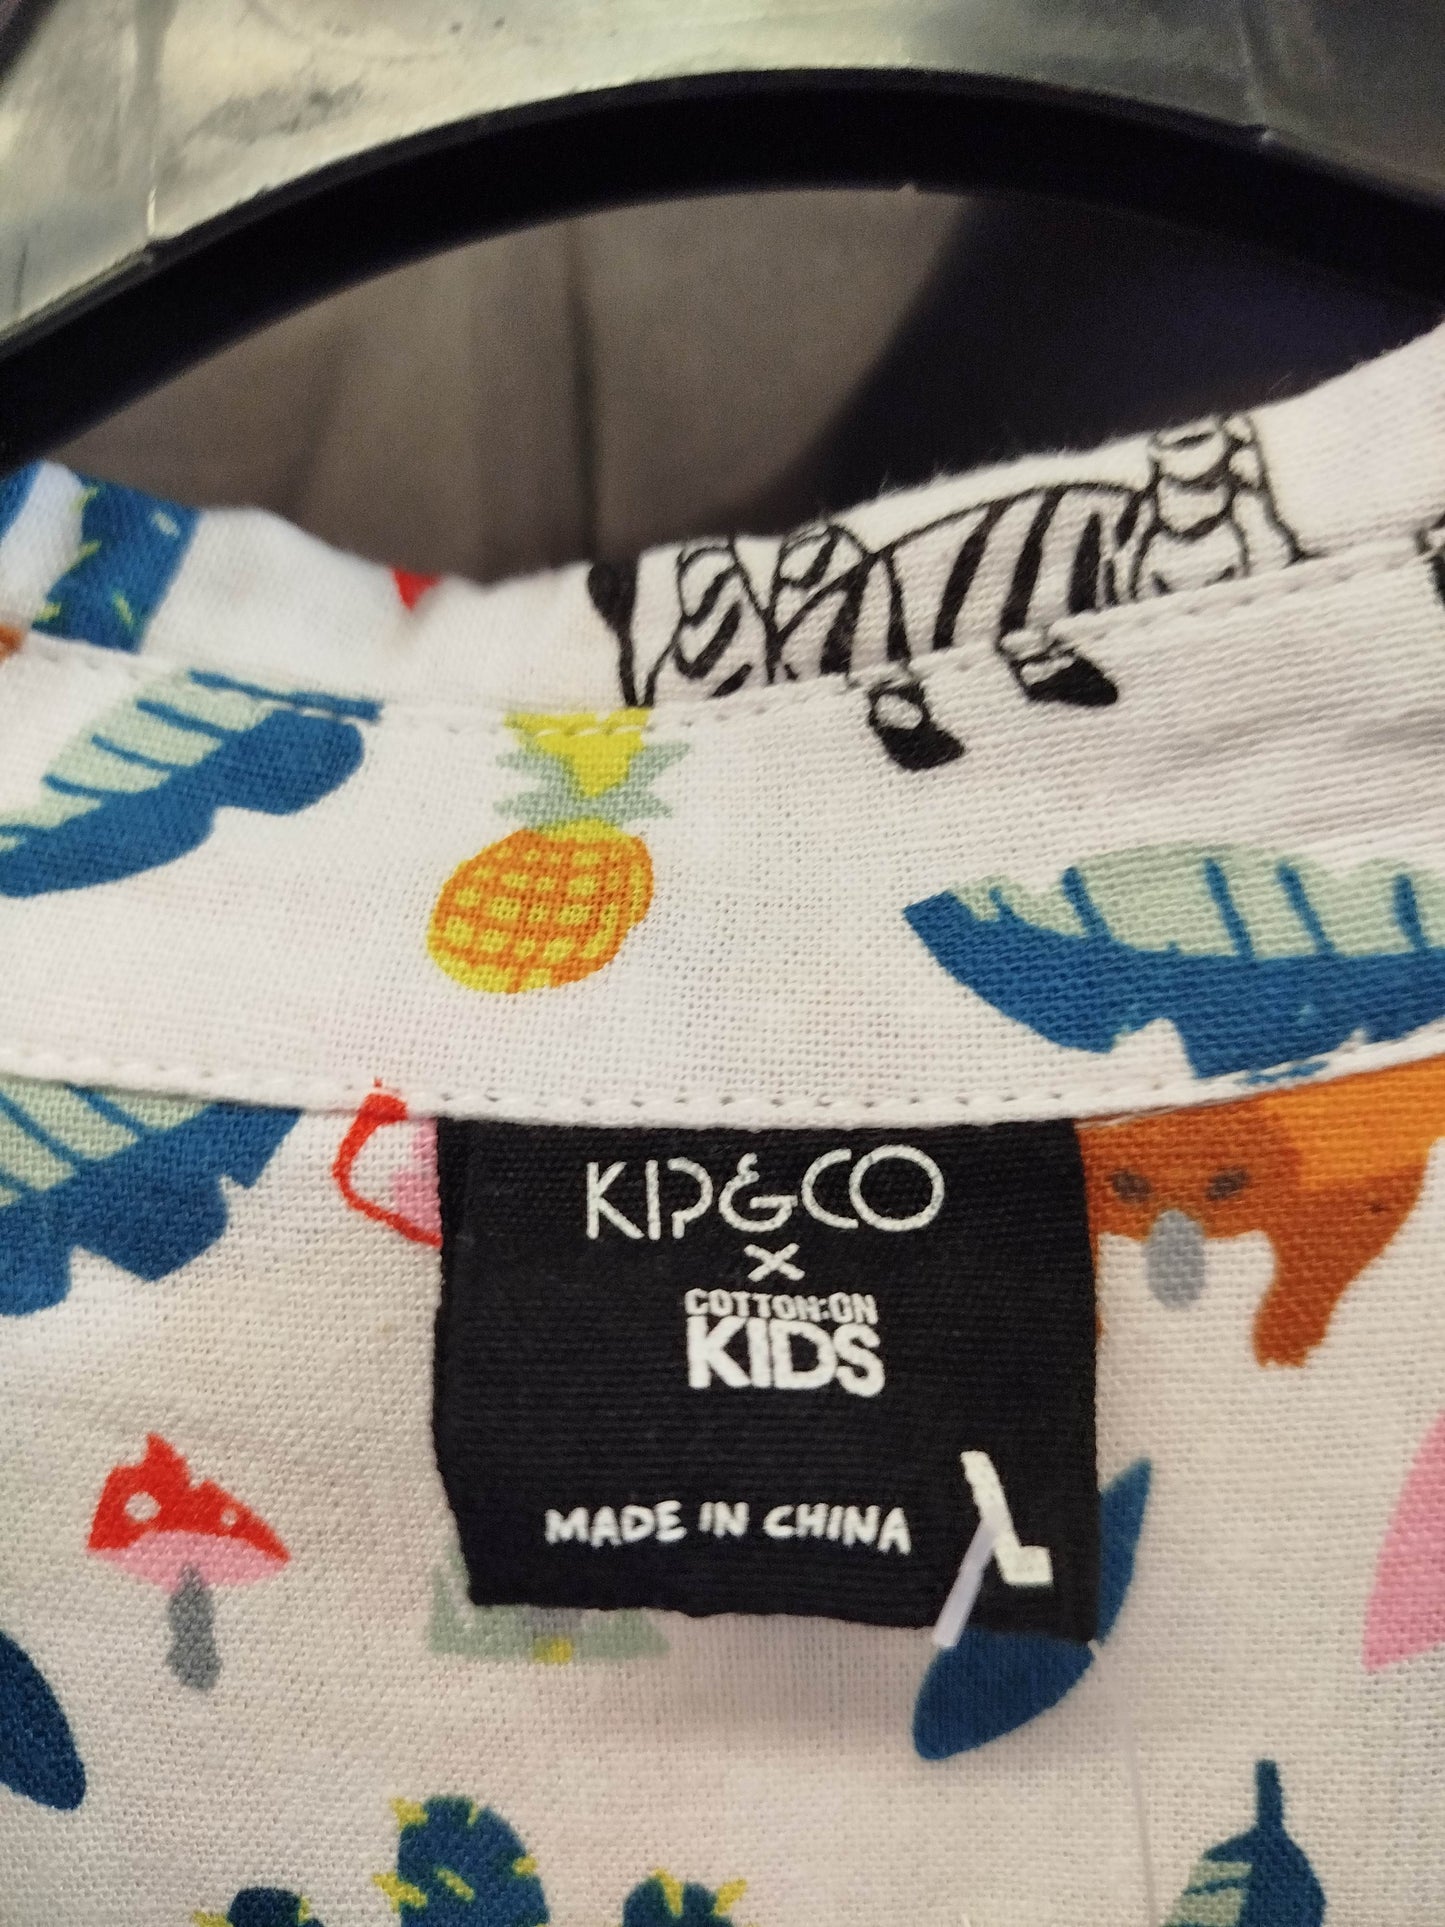 KIP&CO
×
COTTON:ON
KIDS
MADE IN CHINA
L